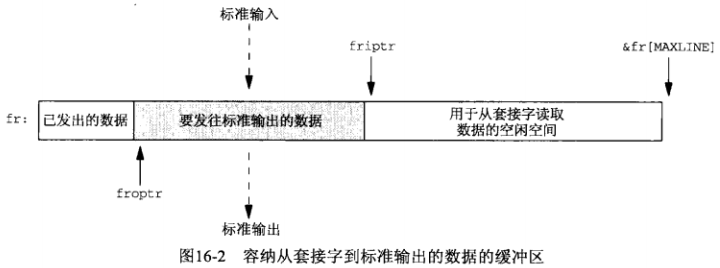 标准输入
friptr
&fr[MAXLINE]
fr:
已发出的数据
要发往标准输出的数据
用于从套接字读取
数据的空闲空间
froptr
标准输出
图16-2 容纳从套接字到标准输出的数据的缓冲区